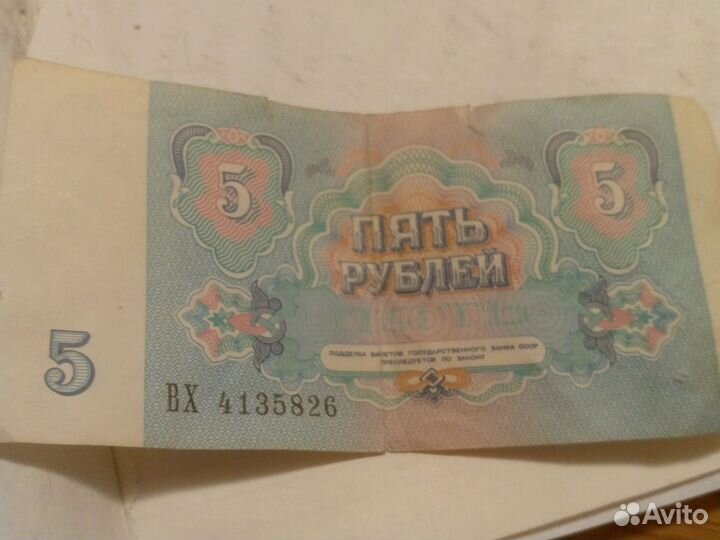 5 5
ПЯТЬ
РУБЛЕЙ
ПОДДЕЛКА БИЛЕТОВ ГОСУДАРСТВЕННОГО БАНКА СССР
ПРЕСЛЕДУЕТСЯ ПО ЗАКОНУ
5
ВХ 4135826
Avito